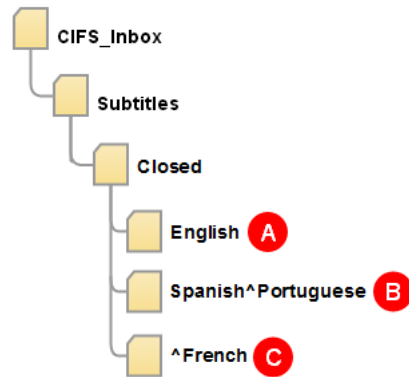 CIFS_Inbox
Subtitles
Closed
English A
Spanish^Portuguese B
^French C